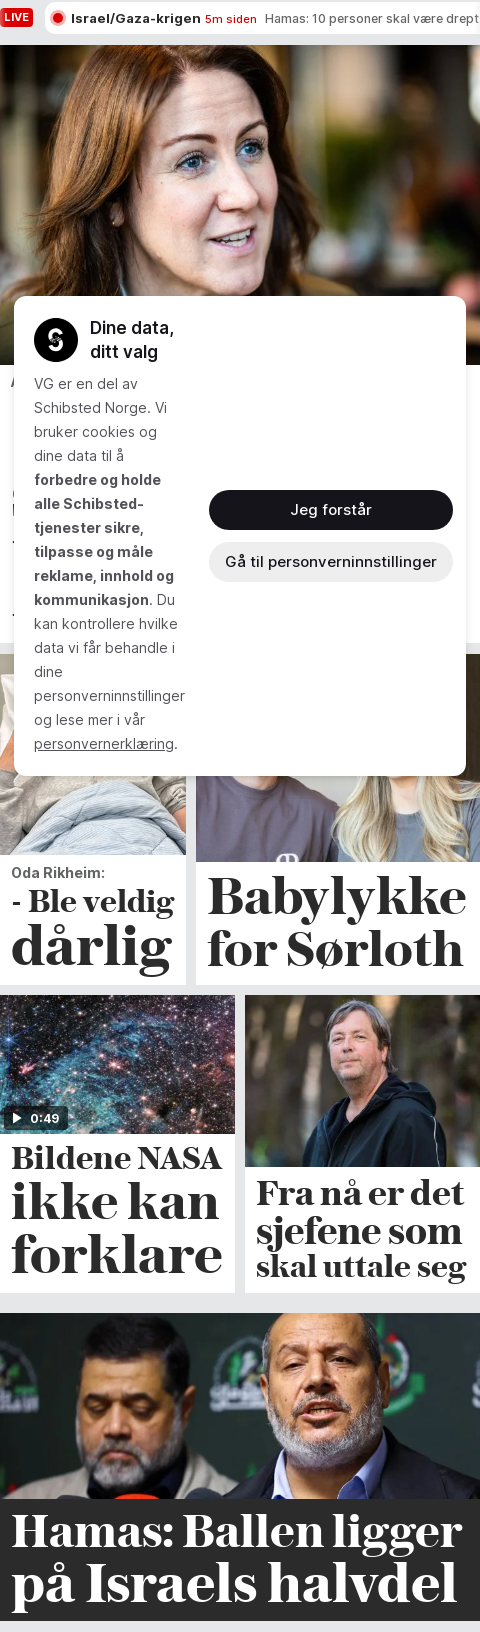 LIVE
Israel/Gaza-krigen 5m siden Hamas: 10 personer skal være drept
Dine data,
ditt valg
VG er en del av
Schibsted Norge. Vi
bruker cookies og
dine data til å
forbedre og holde
alle Schibsted-
tjenester sikre,
tilpasse og måle
reklame, innhold og
kommunikasjon. Du
kan kontrollere hvilke
data vi får behandle i
dine
personverninnstillinger
og lese mer i vår
personvernerklæring.
Jeg forstår
Gå til personverninnstillinger
Oda Rikheim:
- Ble veldig
dårlig
Babylykke
for Sørloth
0:49
Bildene NASA
ikke kan
forklare
Fra nå er det
sjefene som
skal uttale seg
Hamas: Ballen ligger
på Israels halvdel